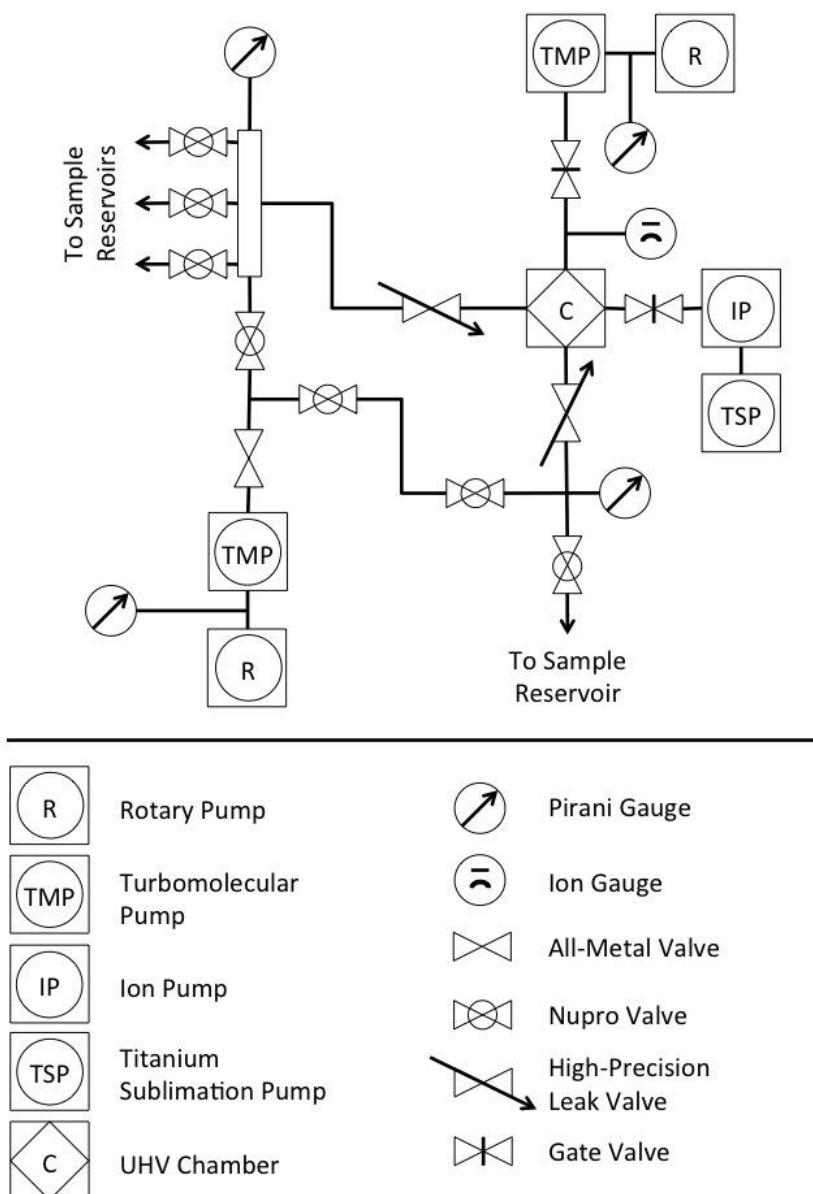 TMP
R
To Sample
Reservoirs
C
IP
TSP
TMP
R
To Sample
Reservoir
R
Rotary Pump
TMP
Turbomolecular
Pump
IP
Ion Pump
TSP
Titanium
Sublimation Pump
C
UHV Chamber
Pirani Gauge
Ion Gauge
All-Metal Valve
Nupro Valve
High-Precision
Leak Valve
Gate Valve